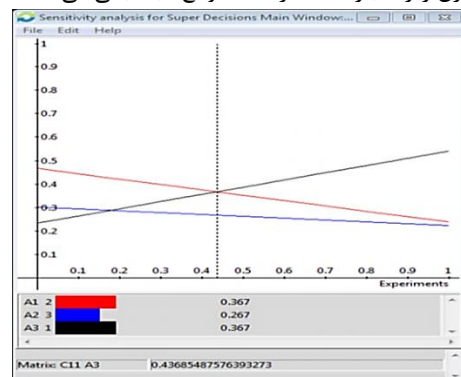 Sensitivity analysis for Super Decisions Main Window:...
File Edit Help
1
0.9
0.8
0.7
0.6
0.5
0.4
0.3
0.2
0.1
0.1 0.2 0.3 0.4 0.5 0.6 0.7 0.8 0.9 1
Experiments
A1 2 0.367
A2 3 0.267
A3 1 0.367
Matrix: C11 A3 0.43685487576393273